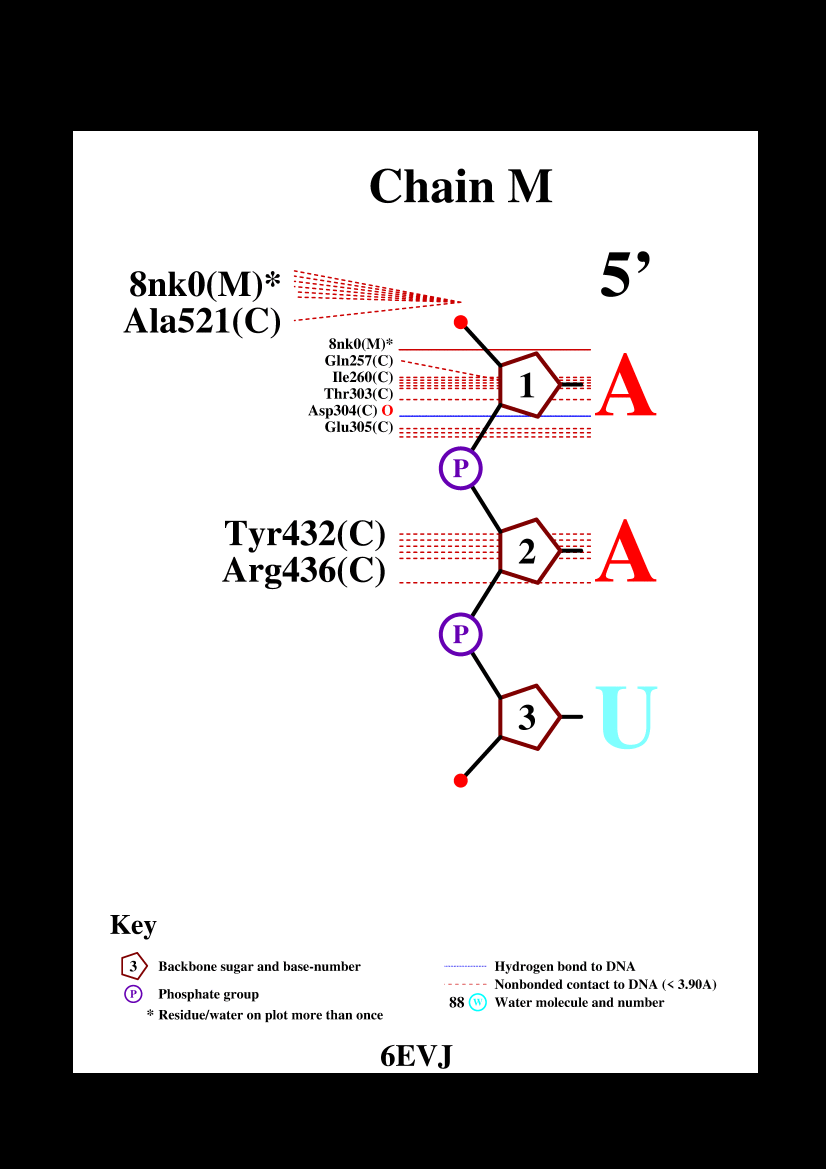 Chain M
5’
8nk0(M)*
Ala521(C)
8nk0(M)*
Gln257(C)
Ile260(C)
Thr303(C)
Asp304(C) O
Glu305(C)
1
A
P
Tyr432(C)
Arg436(C)
2
A
P
3
U
Key
3 Backbone sugar and base-number
P Phosphate group
* Residue/water on plot more than once
Hydrogen bond to DNA
Nonbonded contact to DNA (< 3.90A)
88 W Water molecule and number
6EVJ